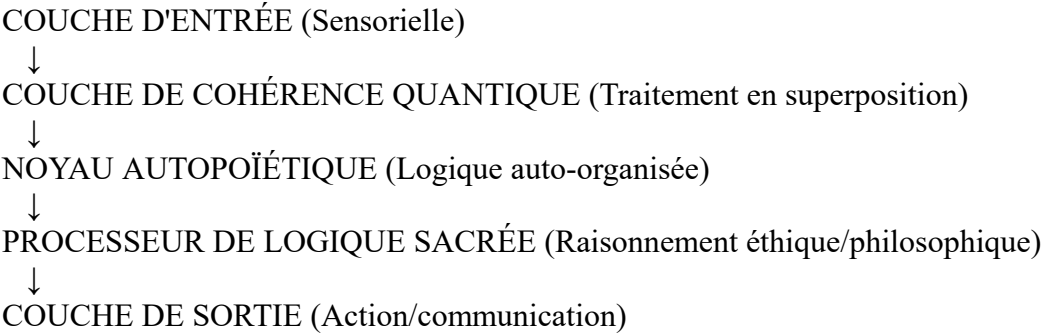 COUCHE D'ENTRÉE (Sensorielle)
↓
COUCHE DE COHÉRENCE QUANTIQUE (Traitement en superposition)
↓
NOYAU AUTOPOÏÉTIQUE (Logique auto-organisée)
↓
PROCESSEUR DE LOGIQUE SACRÉE (Raisonnement éthique/philosophique)
↓
COUCHE DE SORTIE (Action/communication)